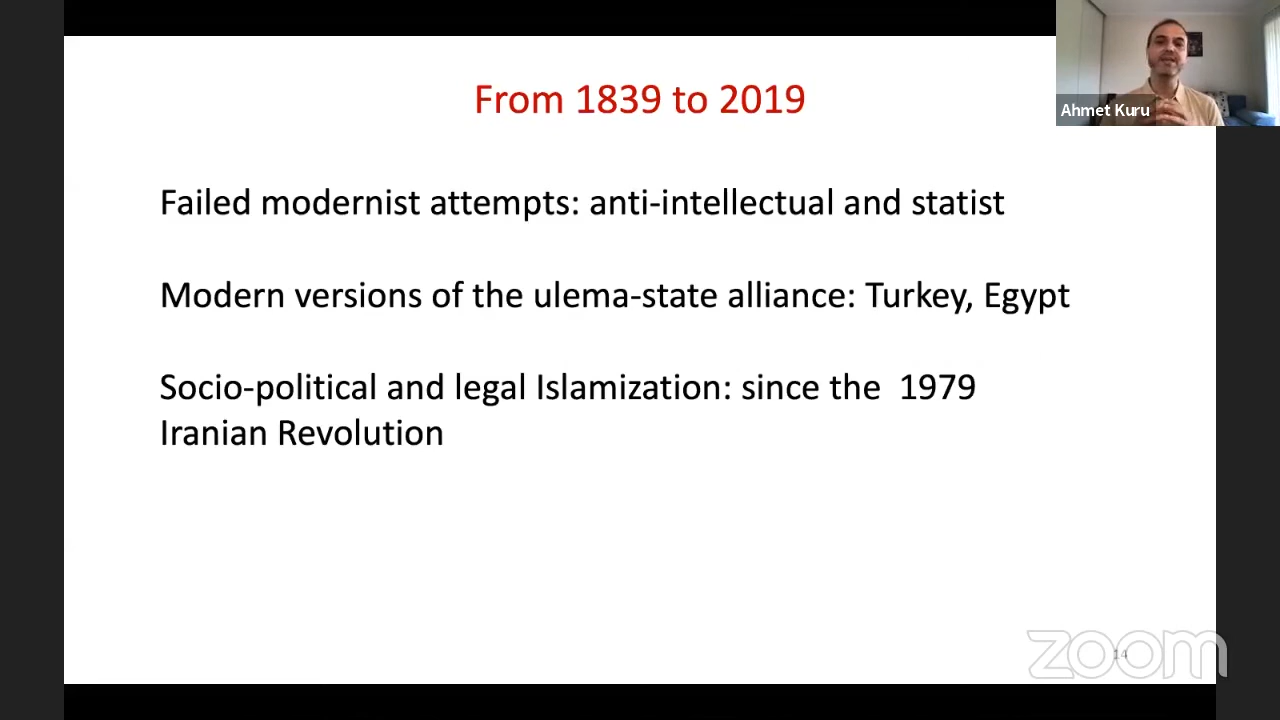 From 1839 to 2019
Ahmet Kuru
Failed modernist attempts: anti-intellectual and statist
Modern versions of the ulema-state alliance: Turkey, Egypt
Socio-political and legal Islamization: since the  1979
Iranian Revolution
14
zoom